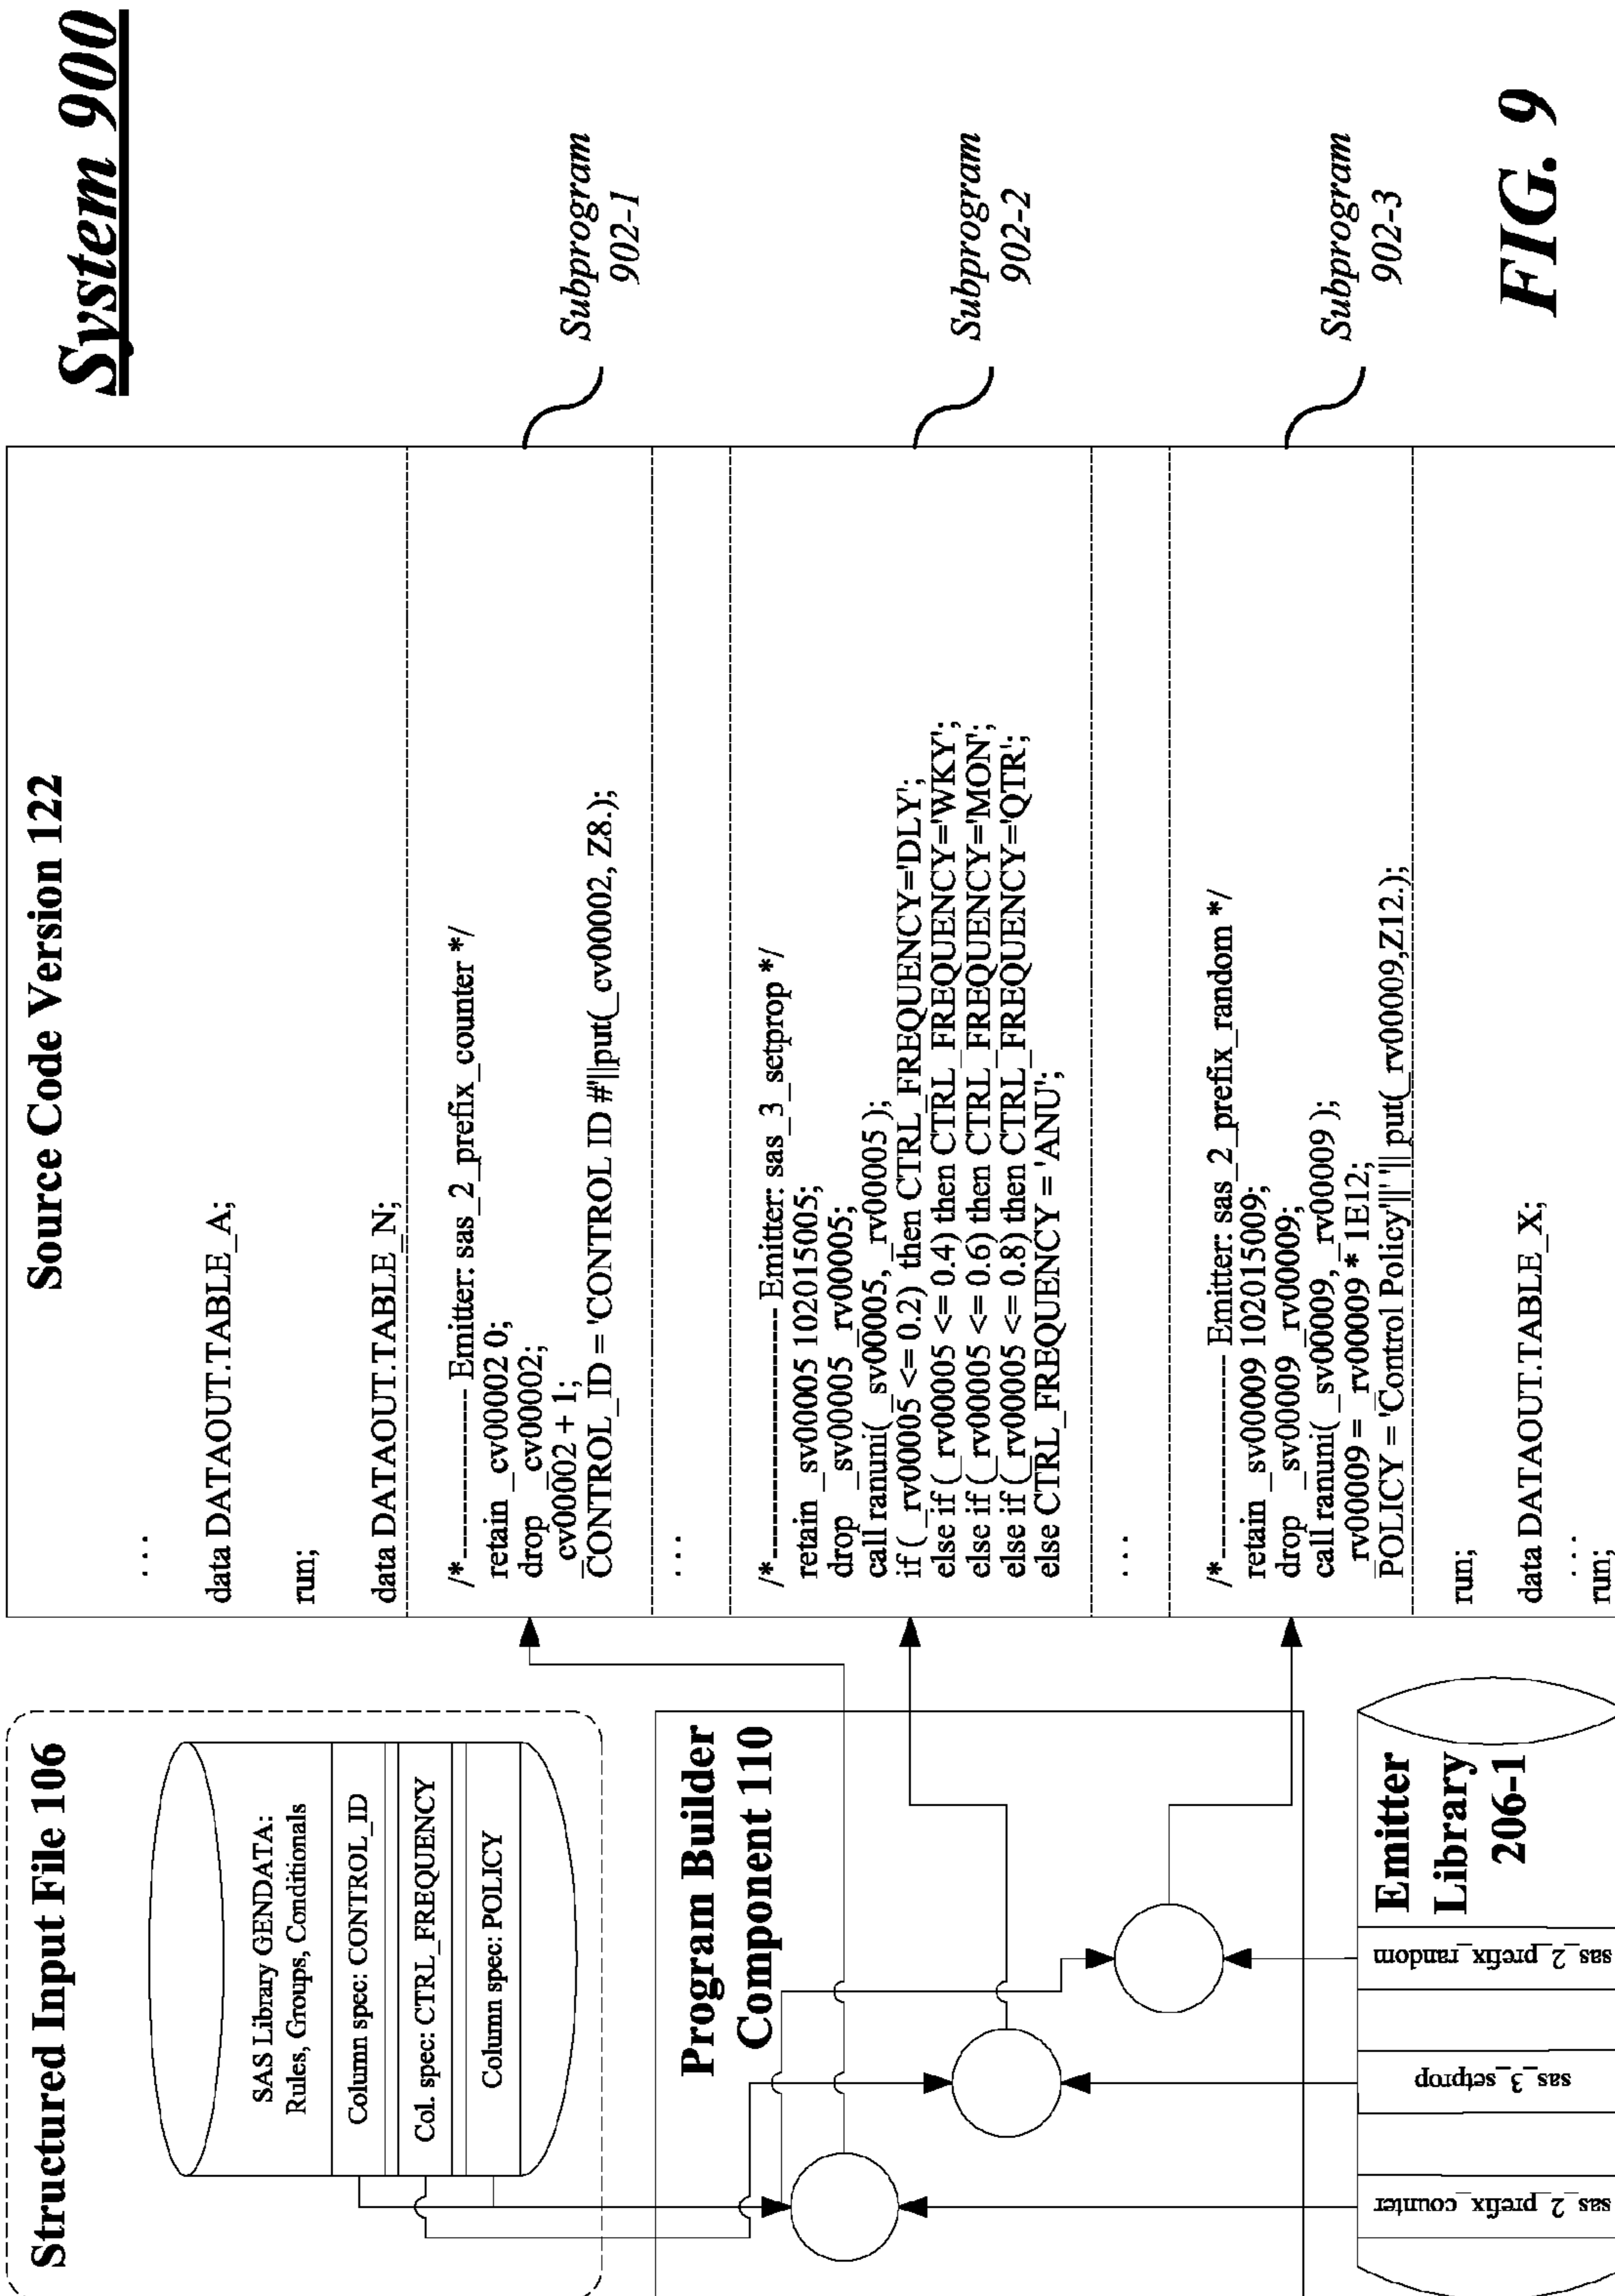 System 900
Structured Input File 106
SAS Library GENDATA:
Rules, Groups, Conditionals
Column spec: CONTROL_ID
Col. spec: CTRL_FREQUENCY
Column spec: POLICY
Program Builder
Component 110
Emitter
Library
206-1
sas_2_prefix_counter
sas_3_setprop
sas_2_prefix_random
Source Code Version 122
. . .
data DATAOUT.TABLE_A;
run;
data DATAOUT.TABLE_N;
/*-------------- Emitter: sas_2_prefix_counter */
retain _cv00002 0;
drop _cv00002;
_cv00002 + 1;
CONTROL_ID = 'CONTROL ID #'||put(_cv00002, Z8.);
. . .
/*-------------------- Emitter: sas_3_setprop */
retain _sv00005 102015005;
drop _sv00005 _rv00005;
call ranuni( _sv00005, _rv00005 );
if ( _rv00005 <= 0.2) then CTRL_FREQUENCY='DLY';
else if (_rv00005 <= 0.4) then CTRL_FREQUENCY='WKY';
else if (_rv00005 <= 0.6) then CTRL_FREQUENCY='MON';
else if (_rv00005 <= 0.8) then CTRL_FREQUENCY='QTR';
else CTRL_FREQUENCY = 'ANU';
. . .
/*------------- Emitter: sas_2_prefix_random */
retain _sv00009 102015009;
drop _sv00009 _rv00009;
call ranuni( _sv00009, _rv00009 );
_rv00009 = _rv00009 * 1E12;
POLICY = 'Control Policy'||' '|| put(_rv00009,Z12.);
run;
data DATAOUT.TABLE_X;
. . .
run;
Subprogram
902-1
Subprogram
902-2
Subprogram
902-3
FIG. 9